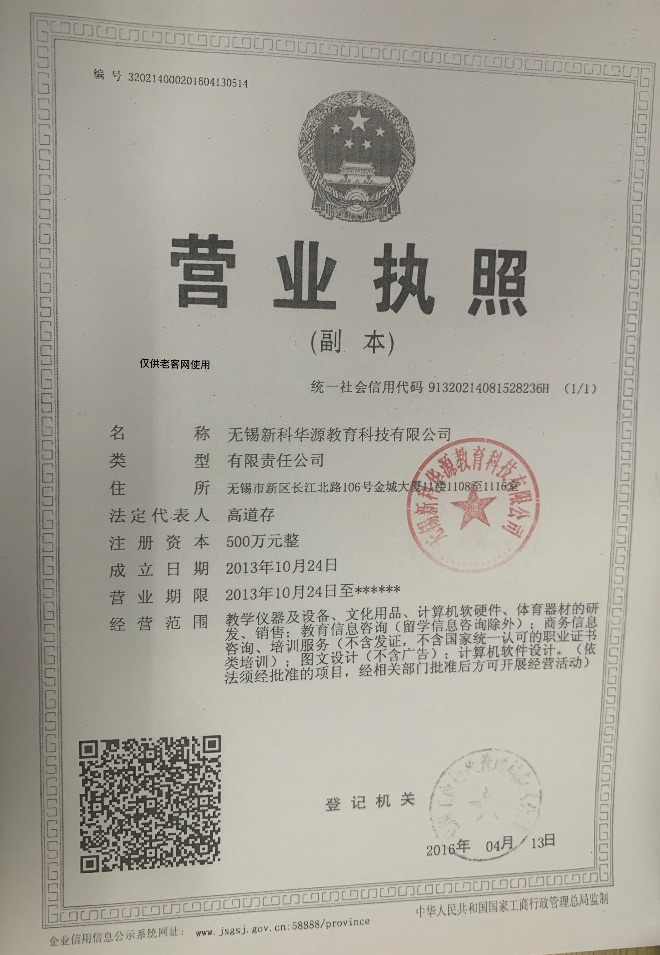 编 号 320214000201604130514
营业执照
(副 本)
仅供老客网使用
统一社会信用代码 91320214081528236H (1/1)
名 称 无锡新科华源教育科技有限公司
类 型 有限责任公司
住 所 无锡市新区长江北路106号金城大厦11楼1108至1116室
法定代表人 高道存
注册资本 500万元整
成立日期 2013年10月24日
营业期限 2013年10月24日至******
经营范围 教学仪器及设备、文化用品、计算机软硬件、体育器材的研
发、销售；教育信息咨询（留学信息咨询除外）；商务信息
咨询、培训服务（不含发证，不含国家统一认可的职业证书
类培训）；图文设计（不含广告）；计算机软件设计。（依
法须经批准的项目，经相关部门批准后方可开展经营活动）
无锡新科华源教育科技有限公司
登记机关
2016年 04月 13日
企业信用信息公示系统网址： www.jsgsj.gov.cn:58888/province
中华人民共和国国家工商行政管理总局监制